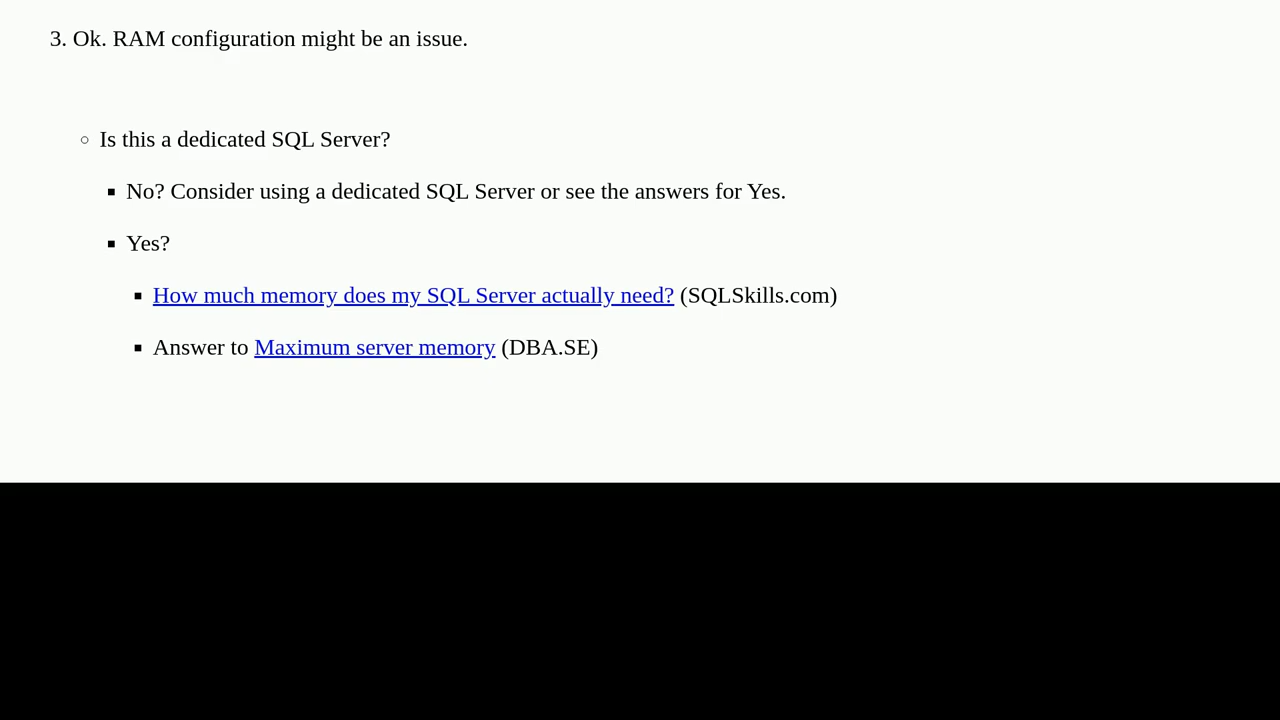 3. Ok. RAM configuration might be an issue.
Is this a dedicated SQL Server?
No? Consider using a dedicated SQL Server or see the answers for Yes.
Yes?
How much memory does my SQL Server actually need? (SQLSkills.com)
Answer to Maximum server memory (DBA.SE)